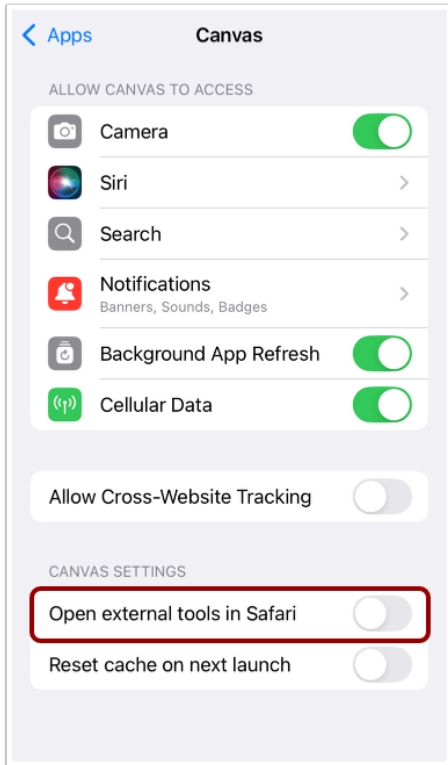 Apps
Canvas
ALLOW CANVAS TO ACCESS
Camera
Siri
Search
Notifications
Banners, Sounds, Badges
Background App Refresh
Cellular Data
Allow Cross-Website Tracking
CANVAS SETTINGS
Open external tools in Safari
Reset cache on next launch